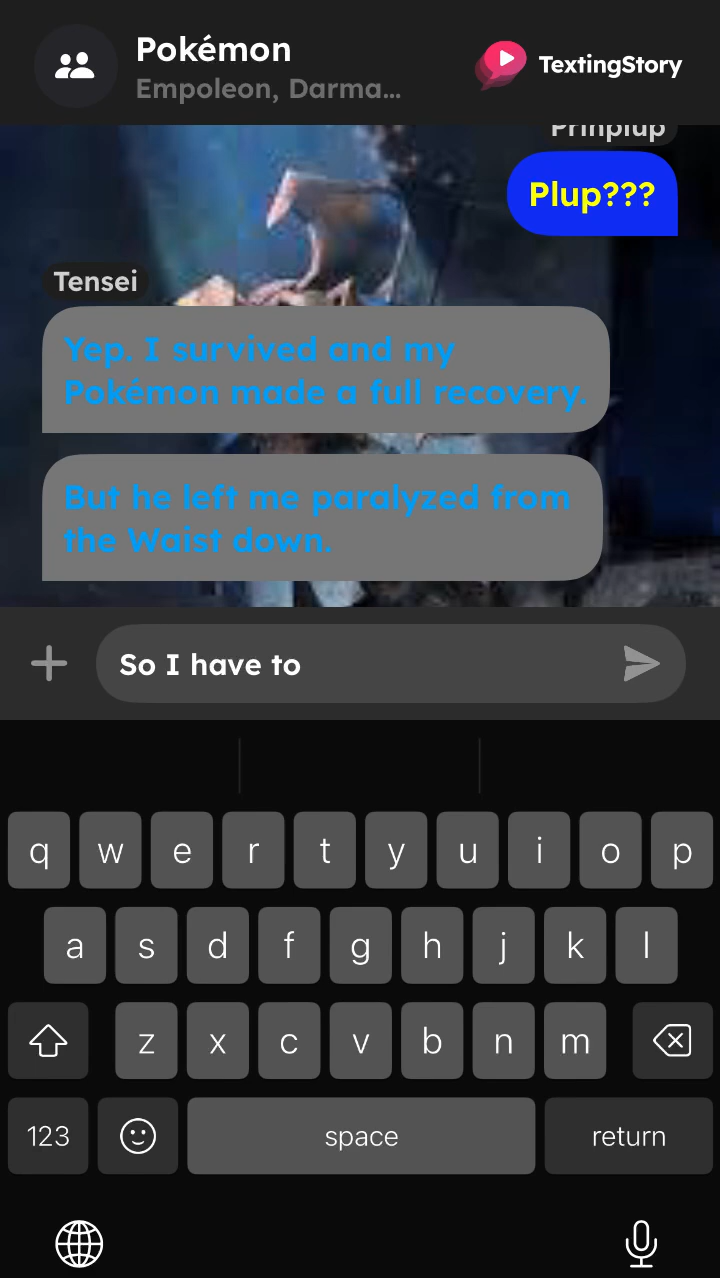 Pokémon
TextingStory
Empoleon, Darma...
Prinplup
Plup???
Tensei
Yep. I survived and my
Pokémon made a full recovery.
But he left me paralyzed from
the Waist down.
So I have to
q w e r t y u i o p
a s d f g h j k l
z x c v b n m
123 space return